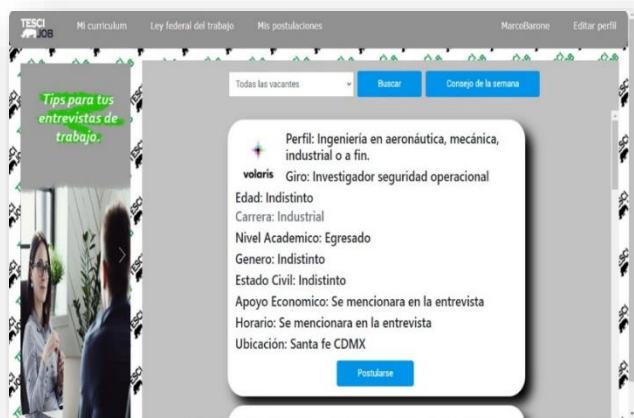 TESCI
JOB
Mi curriculum
Ley federal del trabajo
Mis postulaciones
MarcoBarone
Editar perfil
Tips para tus
entrevistas de
trabajo.
Todas las vacantes
Buscar
Consejo de la semana
volaris
Perfil: Ingeniería en aeronáutica, mecánica,
industrial o a fin.
Giro: Investigador seguridad operacional
Edad: Indistinto
Carrera: Industrial
Nivel Academico: Egresado
Genero: Indistinto
Estado Civil: Indistinto
Apoyo Economico: Se mencionara en la entrevista
Horario: Se mencionara en la entrevista
Ubicación: Santa fe CDMX
Postularse